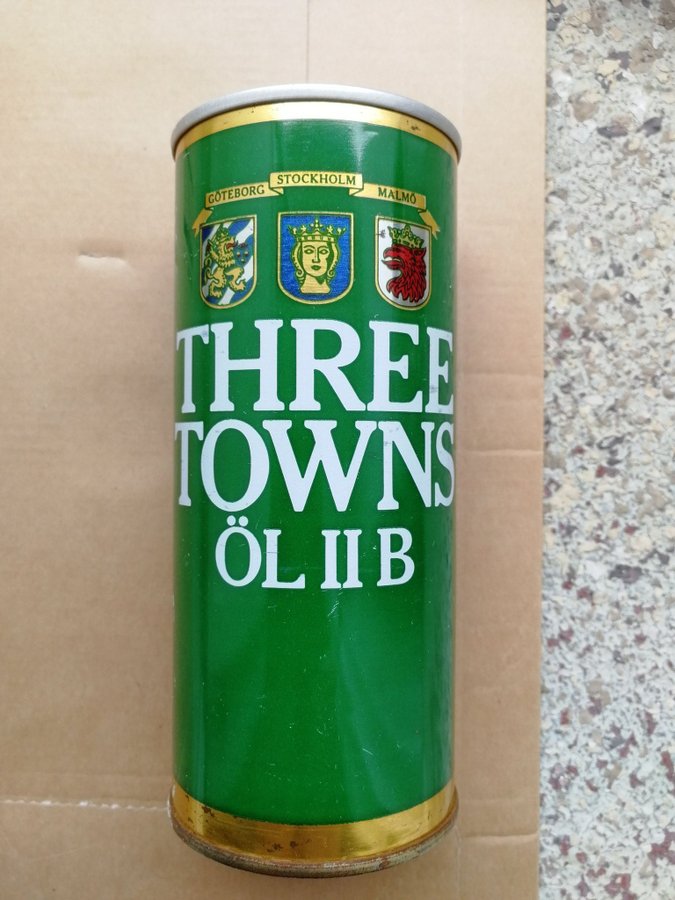 GÖTEBORG STOCKHOLM MALMÖ
THREE
TOWNS
ÖL II B